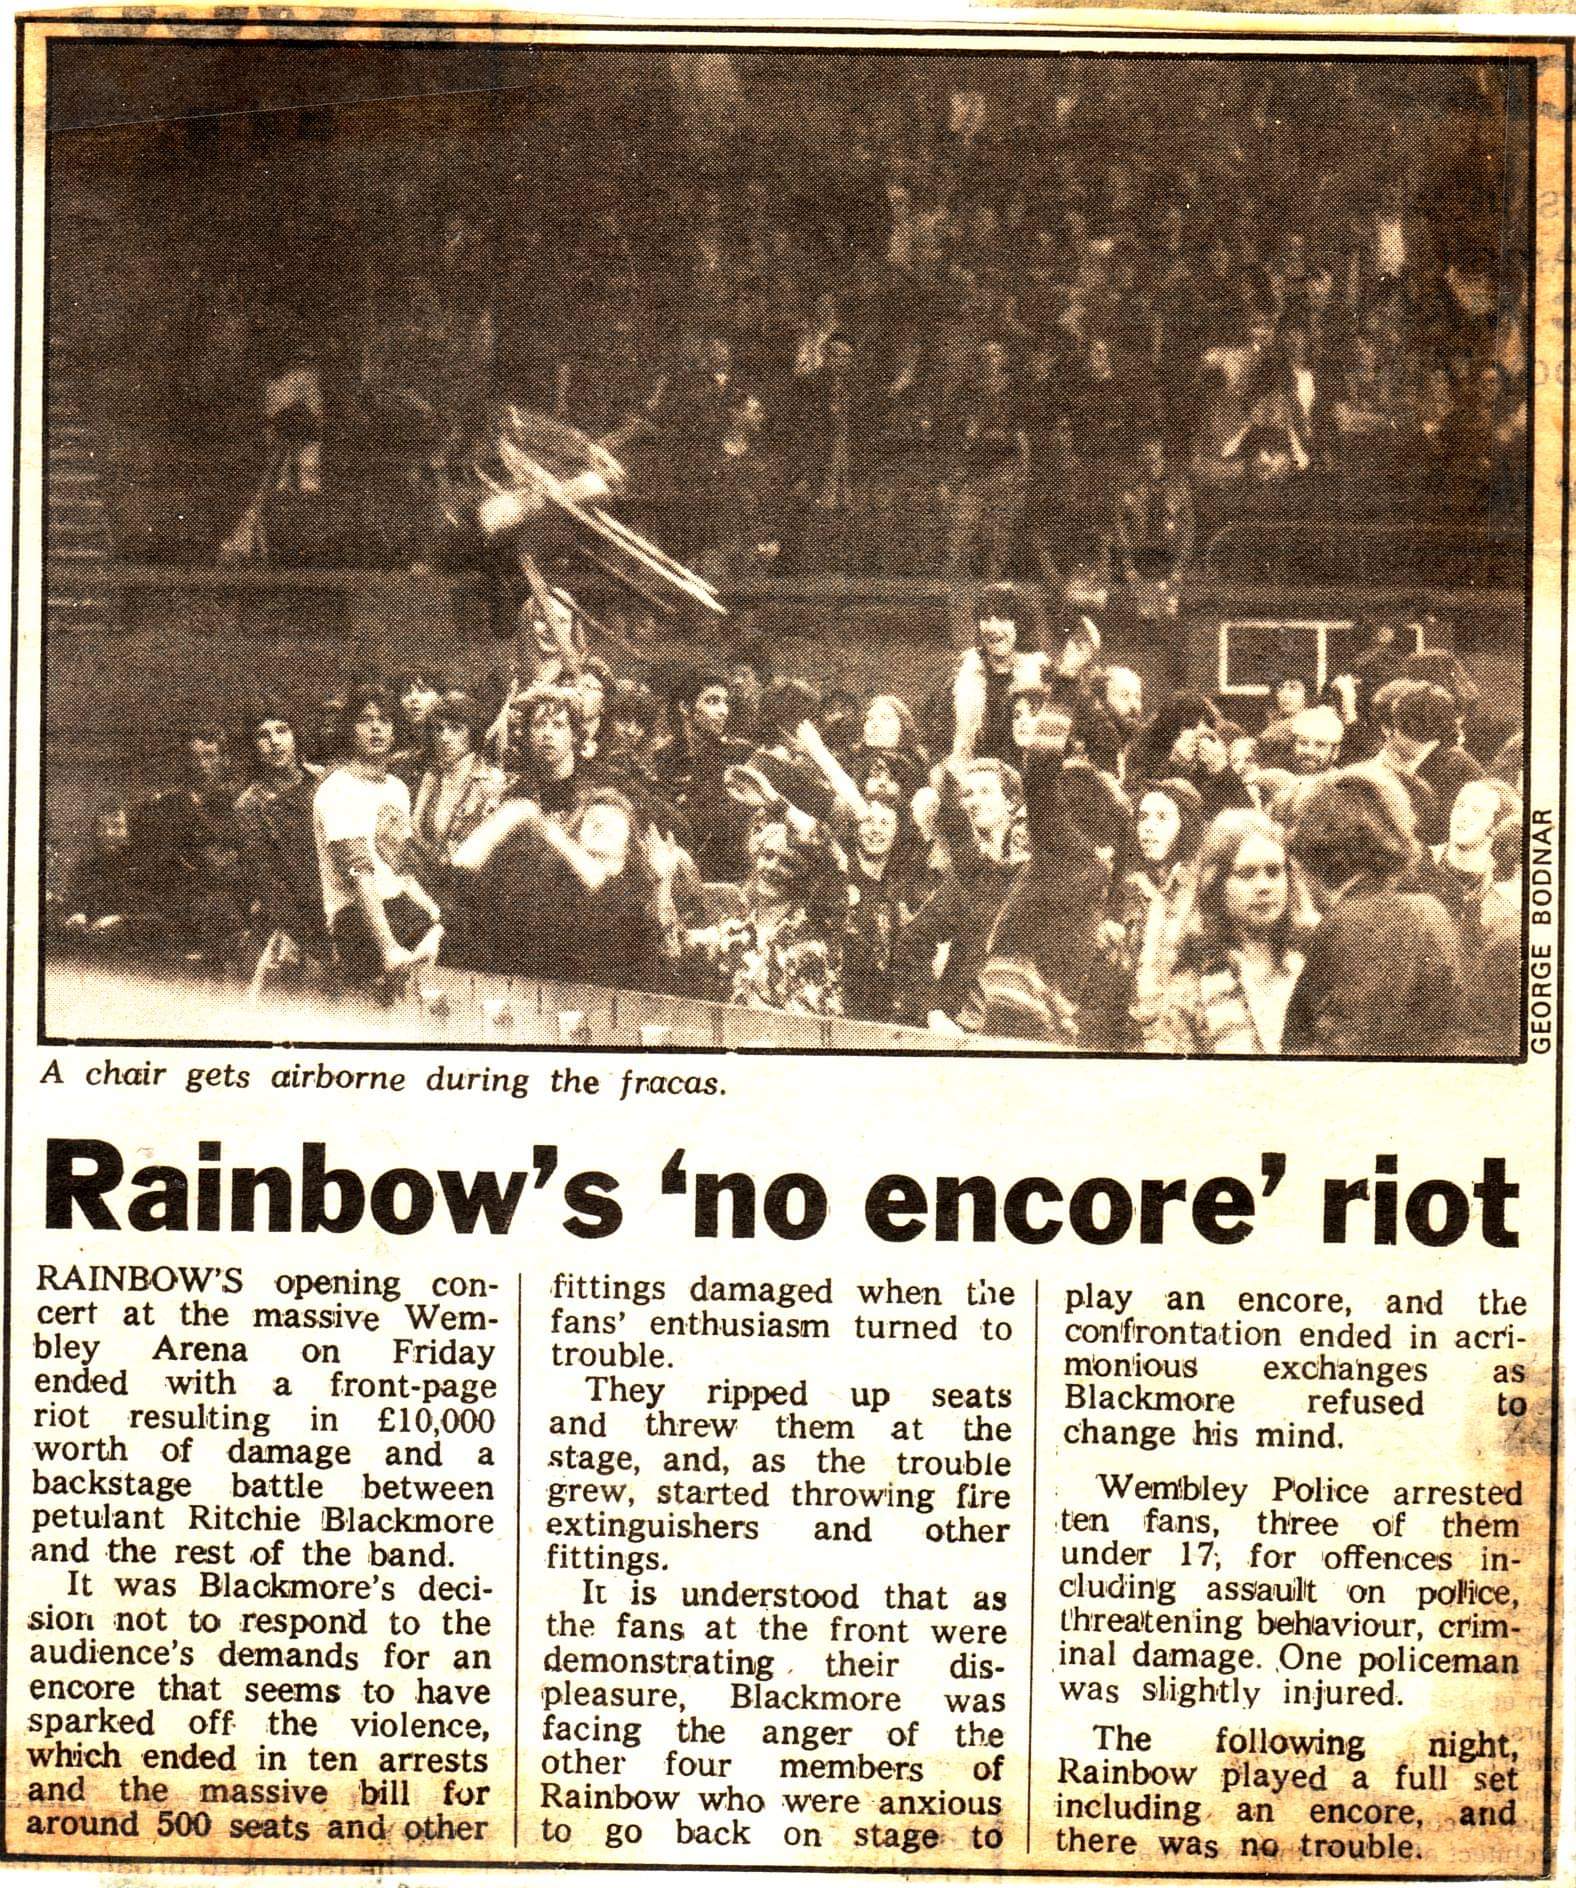 GEORGE BODNAR
A chair gets airborne during the fracas.
Rainbow's 'no encore' riot
RAINBOW'S opening con-
cert at the massive Wem-
bley Arena on Friday
ended with a front-page
riot resulting in £10,000
worth of damage and a
backstage battle between
petulant Ritchie Blackmore
and the rest of the band.
It was Blackmore's deci-
sion not to respond to the
audience's demands for an
encore that seems to have
sparked off the violence,
which ended in ten arrests
and the massive bill for
around 500 seats and other
fittings damaged when the
fans' enthusiasm turned to
trouble.
They ripped up seats
and threw them at the
stage, and, as the trouble
grew, started throwing fire
extinguishers and other
fittings.
It is understood that as
the fans at the front were
demonstrating their dis-
pleasure, Blackmore was
facing the anger of the
other four members of
Rainbow who were anxious
to go back on stage to
play an encore, and the
confrontation ended in acri-
monious exchanges as
Blackmore refused to
change his mind.
Wembley Police arrested
ten fans, three of them
under 17, for offences in-
cluding assault on police,
threatening behaviour, crim-
inal damage. One policeman
was slightly injured.
The following night,
Rainbow played a full set
including an encore, and
there was no trouble.